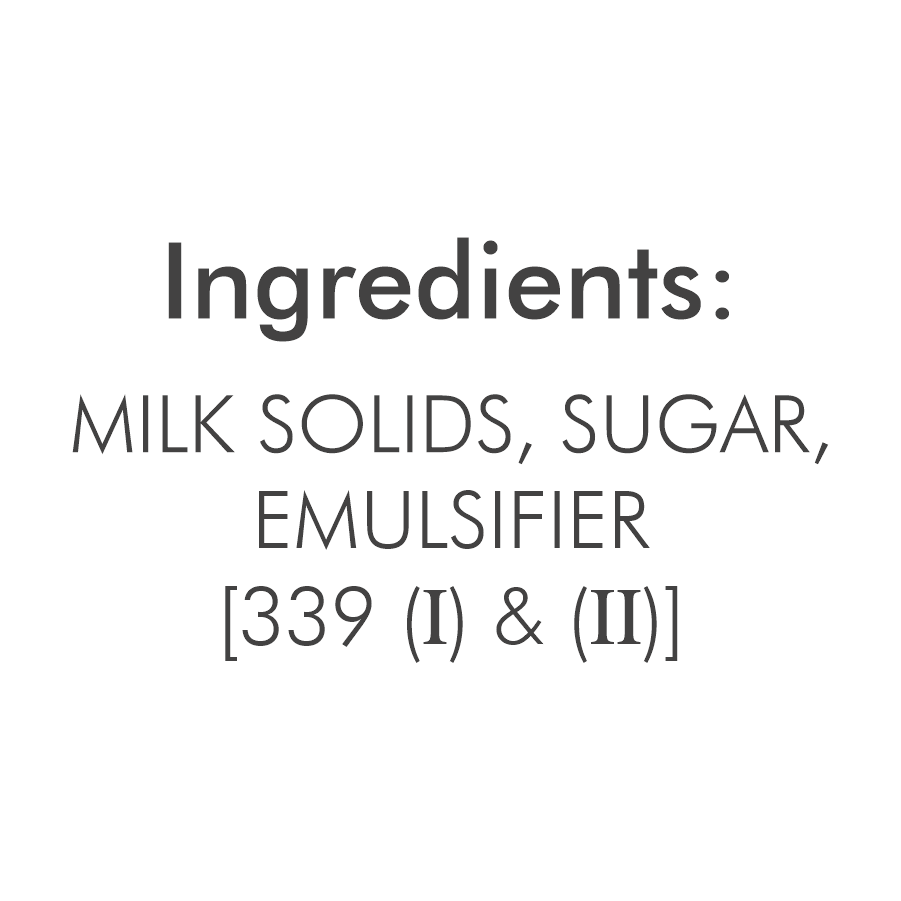 Ingredients:
MILK SOLIDS, SUGAR,
EMULSIFIER
[339 (I) & (II)]